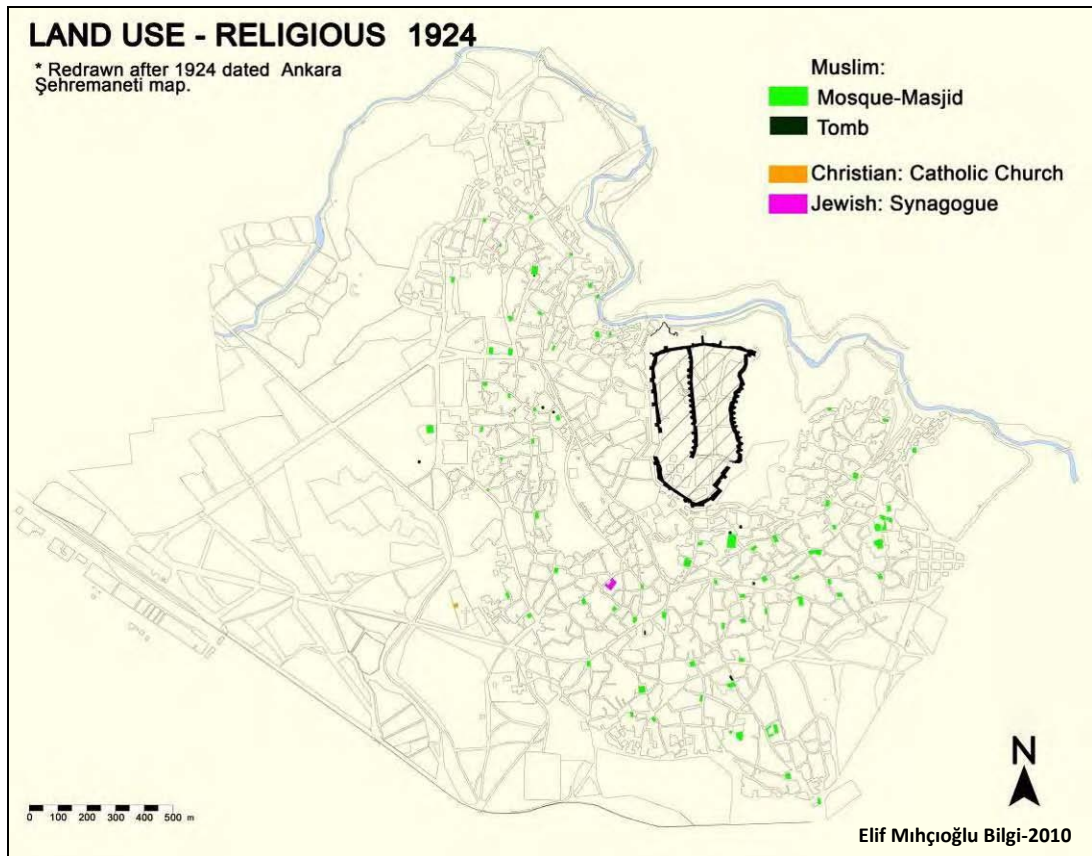 LAND USE - RELIGIOUS 1924
* Redrawn after 1924 dated Ankara
Şehremaneti map.
Muslim:
Mosque-Masjid
Tomb
Christian: Catholic Church
Jewish: Synagogue
N
0 100 200 300 400 500 m
Elif Mıhçıoğlu Bilgi-2010